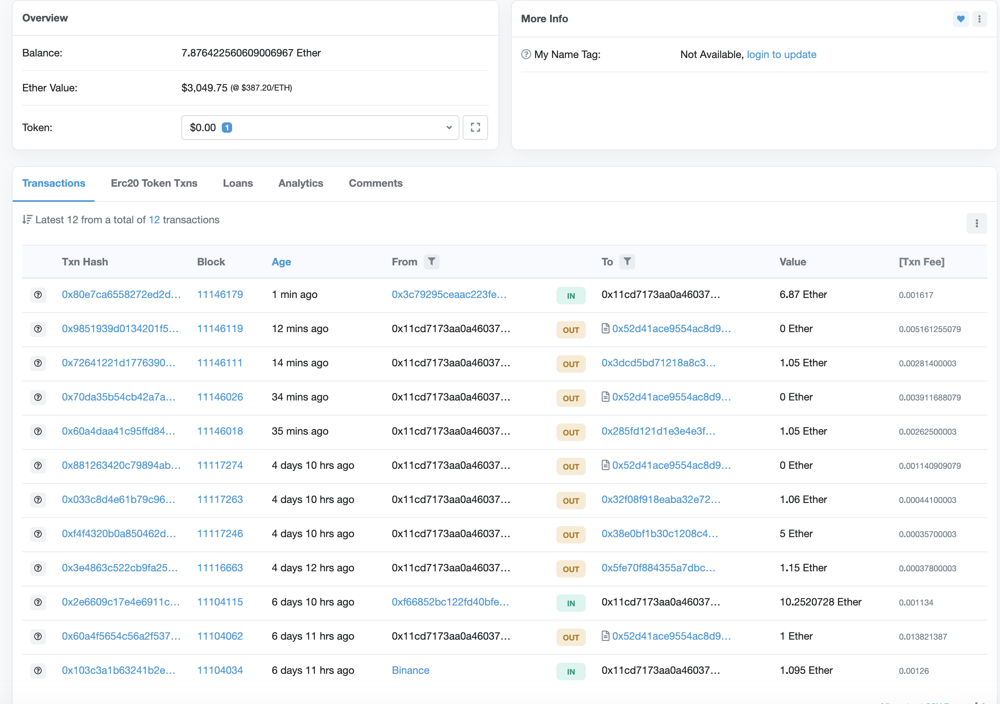 Overview
More Info
Balance: 7.876422560609006967 Ether
My Name Tag: Not Available, login to update
Ether Value: $3,049.75 (@ $387.20/ETH)
Token: $0.00 1
Transactions Erc20 Token Txns Loans Analytics Comments
Latest 12 from a total of 12 transactions
Txn Hash Block Age From To Value [Txn Fee]
0x80e7ca6558272ed2d... 11146179 1 min ago 0x3c79295ceaac223fe... IN 0x11cd7173aa0a46037... 6.87 Ether 0.001617
0x9851939d0134201f5... 11146119 12 mins ago 0x11cd7173aa0a46037... OUT 0x52d41ace9554ac8d9... 0 Ether 0.005161255079
0x72641221d1776390... 11146111 14 mins ago 0x11cd7173aa0a46037... OUT 0x3dcd5bd71218a8c3... 1.05 Ether 0.00281400003
0x70da35b54cb42a7a... 11146026 34 mins ago 0x11cd7173aa0a46037... OUT 0x52d41ace9554ac8d9... 0 Ether 0.003911688079
0x60a4daa41c95ffd84... 11146018 35 mins ago 0x11cd7173aa0a46037... OUT 0x285fd121d1e3e4e3f... 1.05 Ether 0.00262500003
0x881263420c79894ab... 11117274 4 days 10 hrs ago 0x11cd7173aa0a46037... OUT 0x52d41ace9554ac8d9... 0 Ether 0.001140909079
0x033c8d4e61b79c96... 11117263 4 days 10 hrs ago 0x11cd7173aa0a46037... OUT 0x32f08f918eaba32e72... 1.06 Ether 0.00044100003
0xf4f4320b0a850462d... 11117246 4 days 10 hrs ago 0x11cd7173aa0a46037... OUT 0x38e0bf1b30c1208c4... 5 Ether 0.00035700003
0x3e4863c522cb9fa25... 11116663 4 days 12 hrs ago 0x11cd7173aa0a46037... OUT 0x5fe70f884355a7dbc... 1.15 Ether 0.00037800003
0x2e6609c17e4e6911c... 11104115 6 days 10 hrs ago 0xf66852bc122fd40bfe... IN 0x11cd7173aa0a46037... 10.2520728 Ether 0.001134
0x60a4f5654c56a2f537... 11104062 6 days 11 hrs ago 0x11cd7173aa0a46037... OUT 0x52d41ace9554ac8d9... 1 Ether 0.013821387
0x103c3a1b63241b2e... 11104034 6 days 11 hrs ago Binance IN 0x11cd7173aa0a46037... 1.095 Ether 0.00126